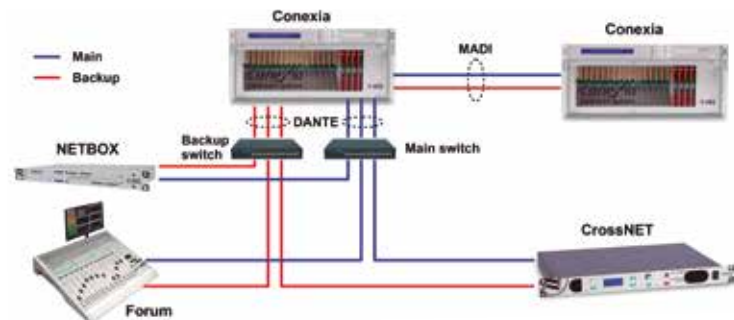 Conexia
Conexia
Main
Backup
MADI
DANTE
NETBOX
Backup
switch
Main switch
CrossNET
Forum